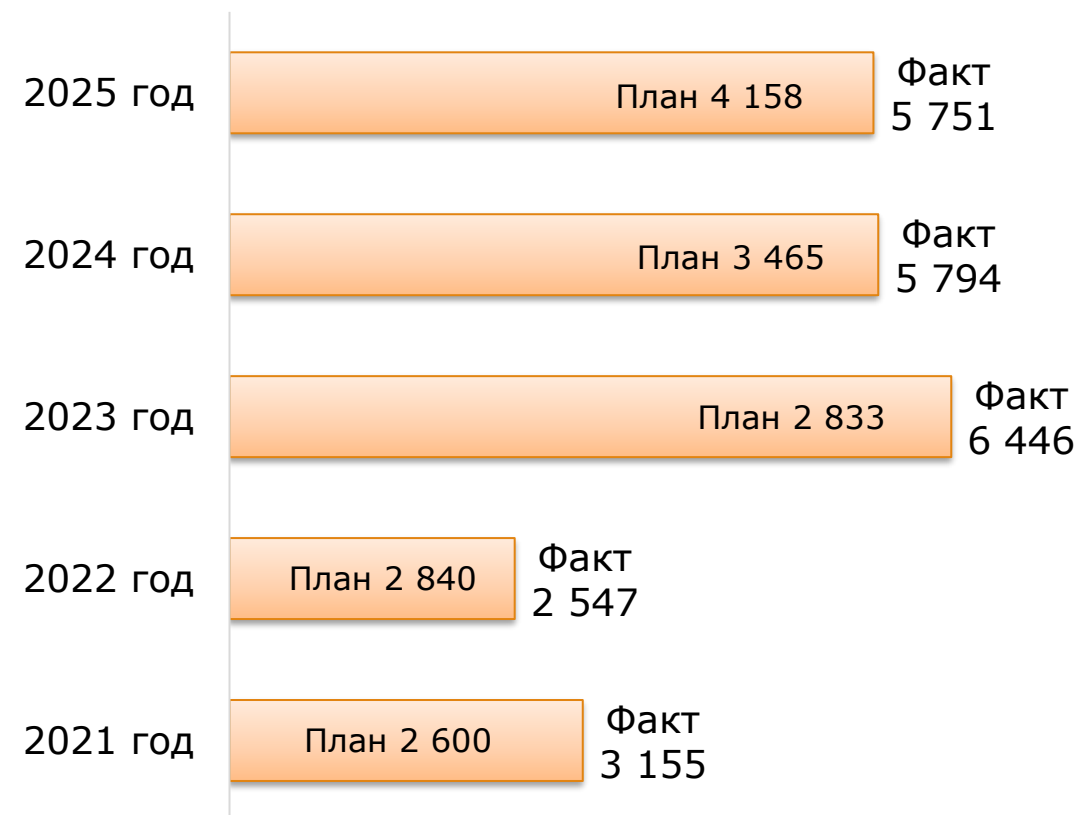 2025 год
План 4 158
Факт
5 751
2024 год
План 3 465
Факт
5 794
2023 год
План 2 833
Факт
6 446
2022 год
План 2 840
Факт
2 547
2021 год
План 2 600
Факт
3 155